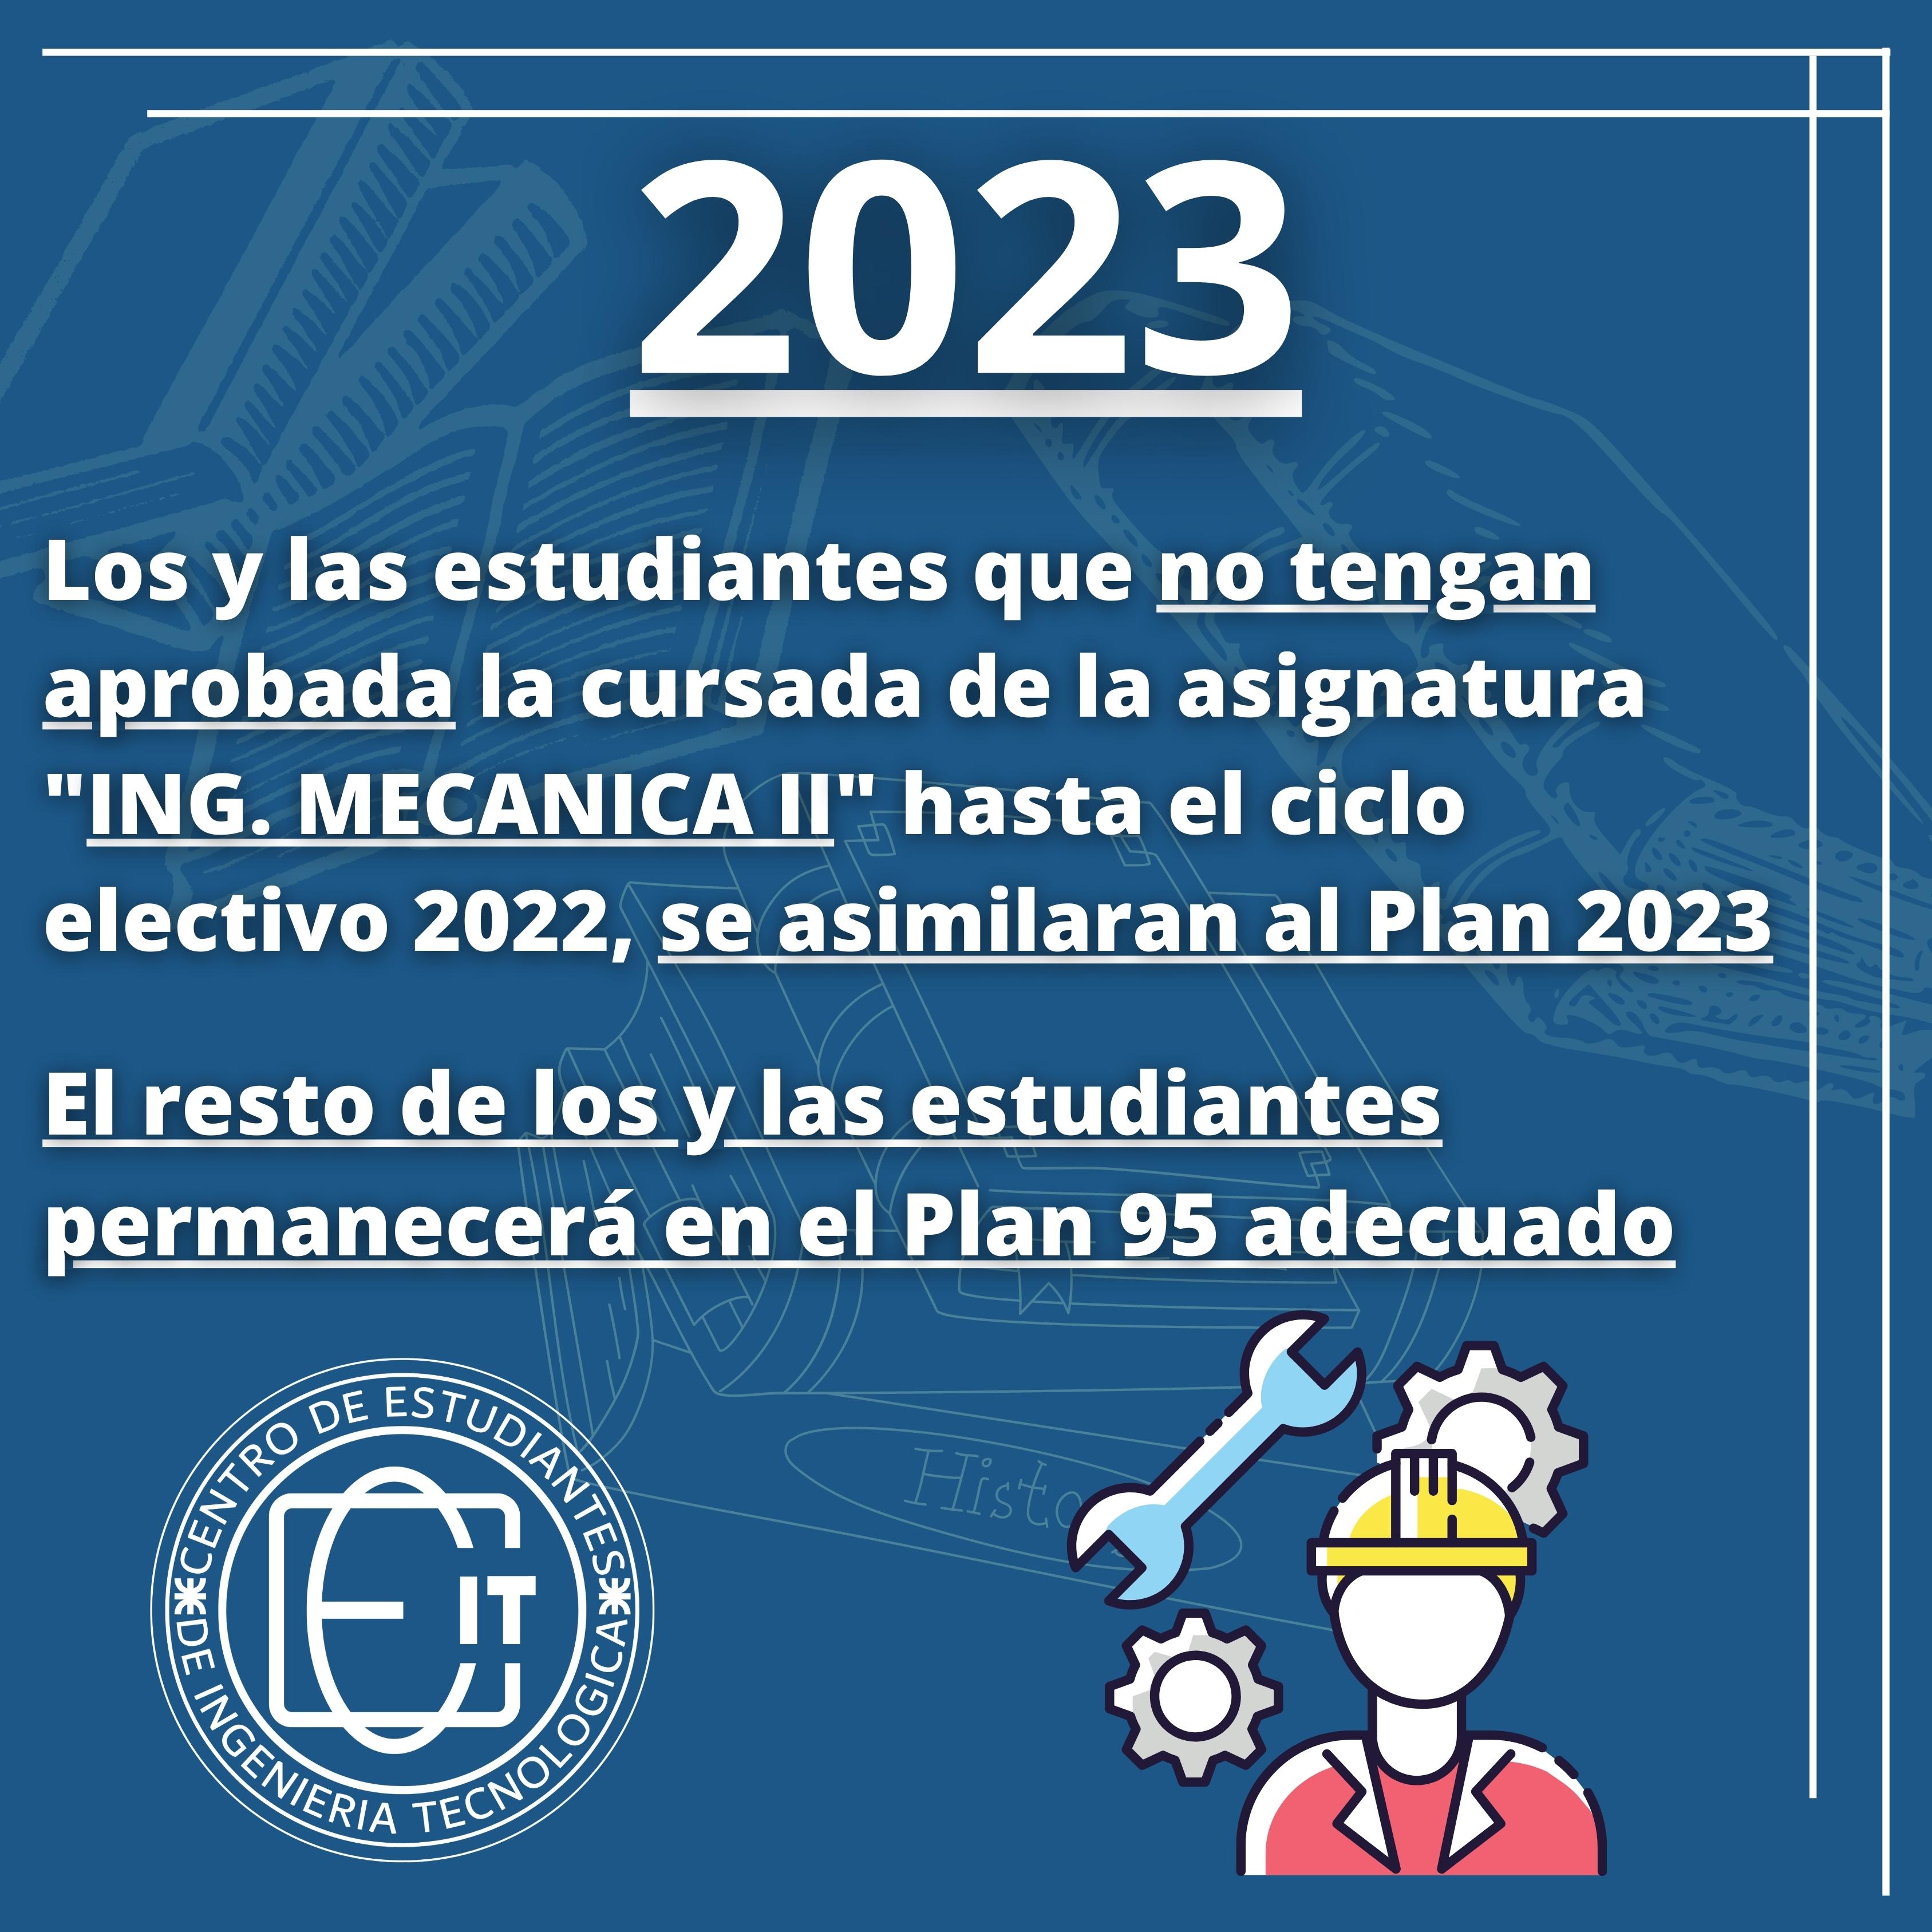 2023
Los y las estudiantes que no tengan
aprobada la cursada de la asignatura
"ING. MECANICA II" hasta el ciclo
electivo 2022, se asimilaran al Plan 2023
El resto de los y las estudiantes
permanecerá en el Plan 95 adecuado
CENTRO DE ESTUDIANTES
E IT
DE INGENIERIA TECNOLOGICA